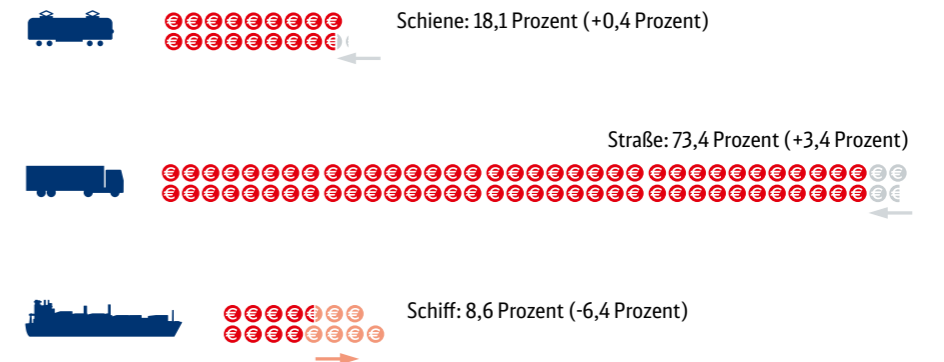 Schiene: 18,1 Prozent (+0,4 Prozent)
Straße: 73,4 Prozent (+3,4 Prozent)
Schiff: 8,6 Prozent (-6,4 Prozent)